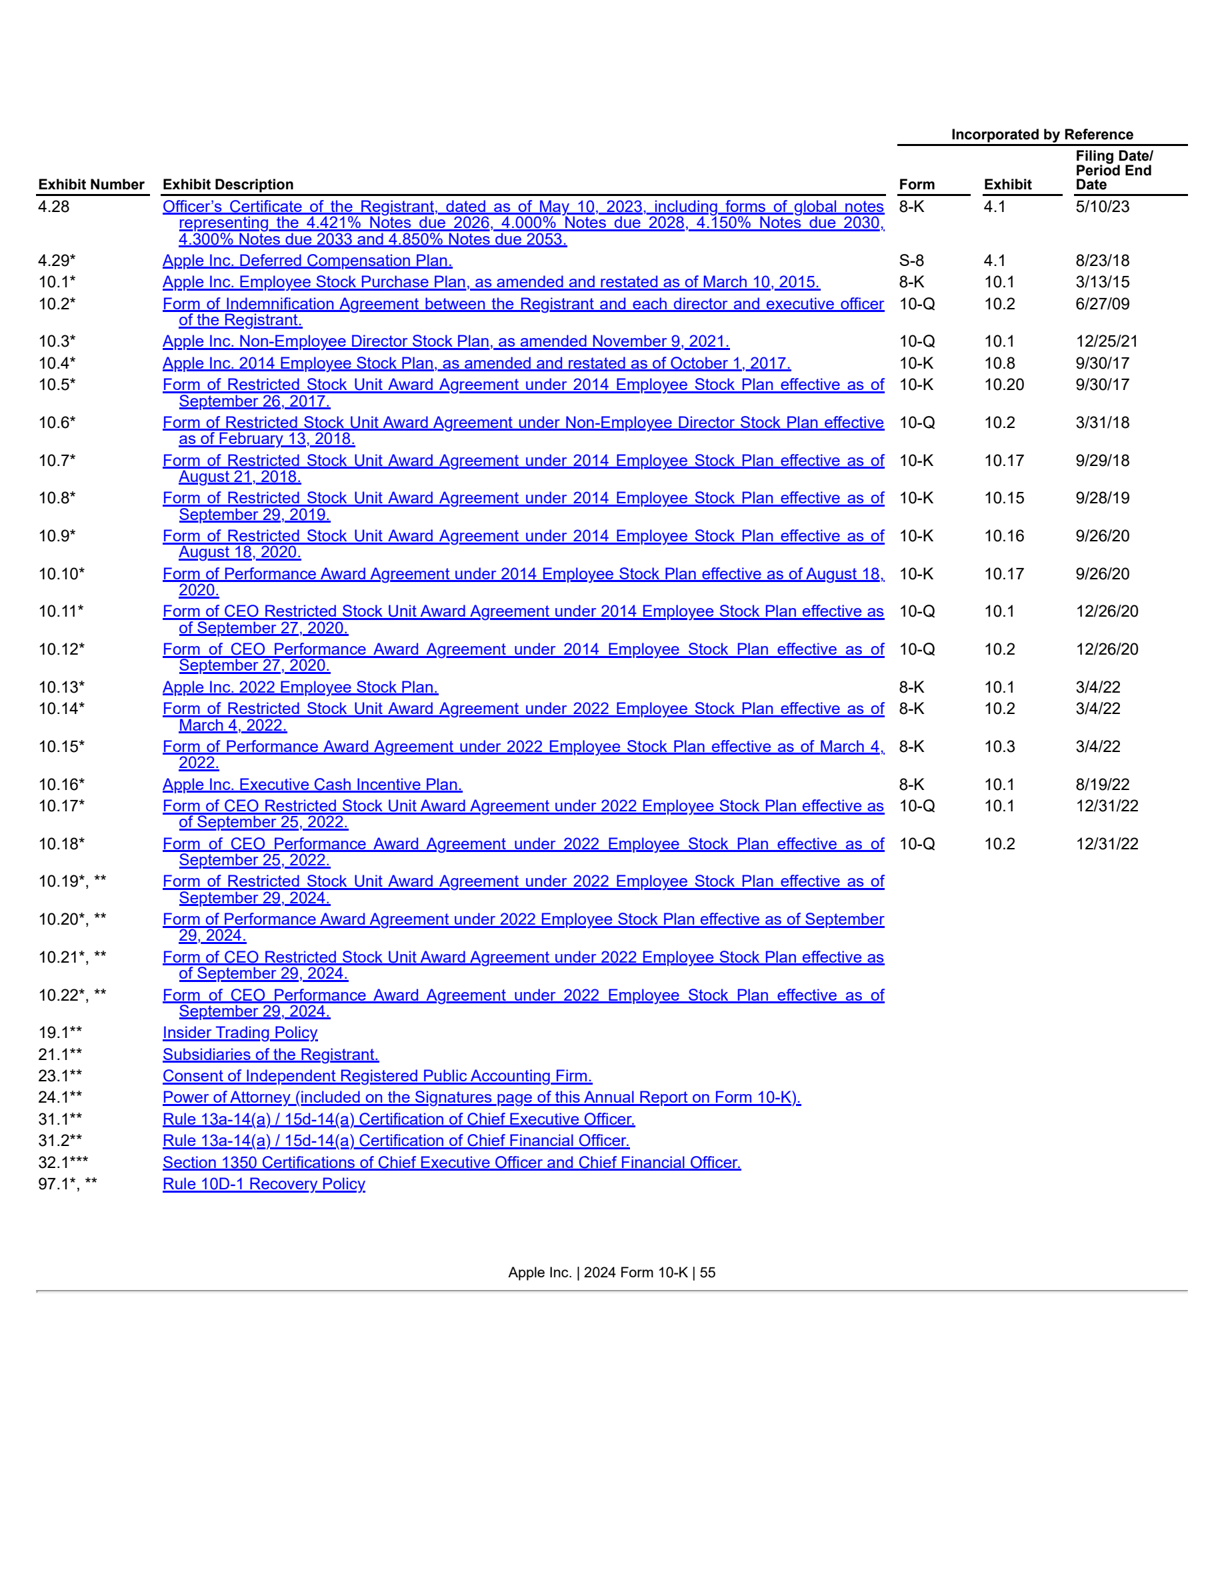 Incorporated by Reference
Exhibit Number Exhibit Description Form Exhibit Filing Date/ Period End Date
4.28 Officer’s Certificate of the Registrant, dated as of May 10, 2023, including forms of global notes 8-K 4.1 5/10/23
representing the 4.421% Notes due 2026, 4.000% Notes due 2028, 4.150% Notes due 2030,
4.300% Notes due 2033 and 4.850% Notes due 2053.
4.29* Apple Inc. Deferred Compensation Plan. S-8 4.1 8/23/18
10.1* Apple Inc. Employee Stock Purchase Plan, as amended and restated as of March 10, 2015. 8-K 10.1 3/13/15
10.2* Form of Indemnification Agreement between the Registrant and each director and executive officer 10-Q 10.2 6/27/09
of the Registrant.
10.3* Apple Inc. Non-Employee Director Stock Plan, as amended November 9, 2021. 10-Q 10.1 12/25/21
10.4* Apple Inc. 2014 Employee Stock Plan, as amended and restated as of October 1, 2017. 10-K 10.8 9/30/17
10.5* Form of Restricted Stock Unit Award Agreement under 2014 Employee Stock Plan effective as of 10-K 10.20 9/30/17
September 26, 2017.
10.6* Form of Restricted Stock Unit Award Agreement under Non-Employee Director Stock Plan effective 10-Q 10.2 3/31/18
as of February 13, 2018.
10.7* Form of Restricted Stock Unit Award Agreement under 2014 Employee Stock Plan effective as of 10-K 10.17 9/29/18
August 21, 2018.
10.8* Form of Restricted Stock Unit Award Agreement under 2014 Employee Stock Plan effective as of 10-K 10.15 9/28/19
September 29, 2019.
10.9* Form of Restricted Stock Unit Award Agreement under 2014 Employee Stock Plan effective as of 10-K 10.16 9/26/20
August 18, 2020.
10.10* Form of Performance Award Agreement under 2014 Employee Stock Plan effective as of August 18, 10-K 10.17 9/26/20
2020.
10.11* Form of CEO Restricted Stock Unit Award Agreement under 2014 Employee Stock Plan effective as 10-Q 10.1 12/26/20
of September 27, 2020.
10.12* Form of CEO Performance Award Agreement under 2014 Employee Stock Plan effective as of 10-Q 10.2 12/26/20
September 27, 2020.
10.13* Apple Inc. 2022 Employee Stock Plan. 8-K 10.1 3/4/22
10.14* Form of Restricted Stock Unit Award Agreement under 2022 Employee Stock Plan effective as of 8-K 10.2 3/4/22
March 4, 2022.
10.15* Form of Performance Award Agreement under 2022 Employee Stock Plan effective as of March 4, 8-K 10.3 3/4/22
2022.
10.16* Apple Inc. Executive Cash Incentive Plan. 8-K 10.1 8/19/22
10.17* Form of CEO Restricted Stock Unit Award Agreement under 2022 Employee Stock Plan effective as 10-Q 10.1 12/31/22
of September 25, 2022.
10.18* Form of CEO Performance Award Agreement under 2022 Employee Stock Plan effective as of 10-Q 10.2 12/31/22
September 25, 2022.
10.19*, ** Form of Restricted Stock Unit Award Agreement under 2022 Employee Stock Plan effective as of
September 29, 2024.
10.20*, ** Form of Performance Award Agreement under 2022 Employee Stock Plan effective as of September
29, 2024.
10.21*, ** Form of CEO Restricted Stock Unit Award Agreement under 2022 Employee Stock Plan effective as
of September 29, 2024.
10.22*, ** Form of CEO Performance Award Agreement under 2022 Employee Stock Plan effective as of
September 29, 2024.
19.1** Insider Trading Policy
21.1** Subsidiaries of the Registrant.
23.1** Consent of Independent Registered Public Accounting Firm.
24.1** Power of Attorney (included on the Signatures page of this Annual Report on Form 10-K).
31.1** Rule 13a-14(a) / 15d-14(a) Certification of Chief Executive Officer.
31.2** Rule 13a-14(a) / 15d-14(a) Certification of Chief Financial Officer.
32.1*** Section 1350 Certifications of Chief Executive Officer and Chief Financial Officer.
97.1*, ** Rule 10D-1 Recovery Policy
Apple Inc. | 2024 Form 10-K | 55